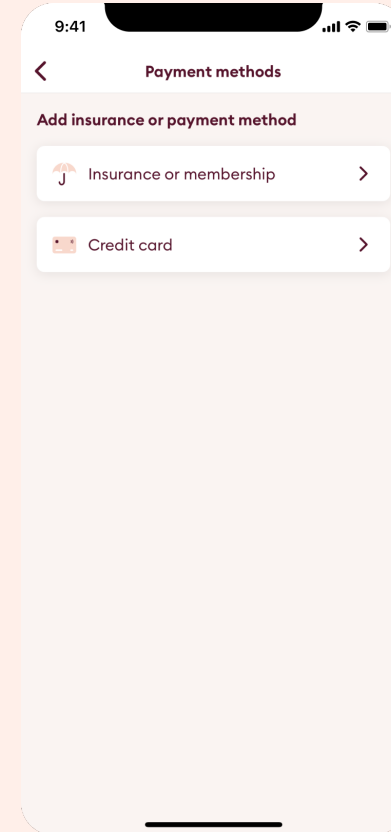 9:41
Payment methods
Add insurance or payment method
Insurance or membership
Credit card